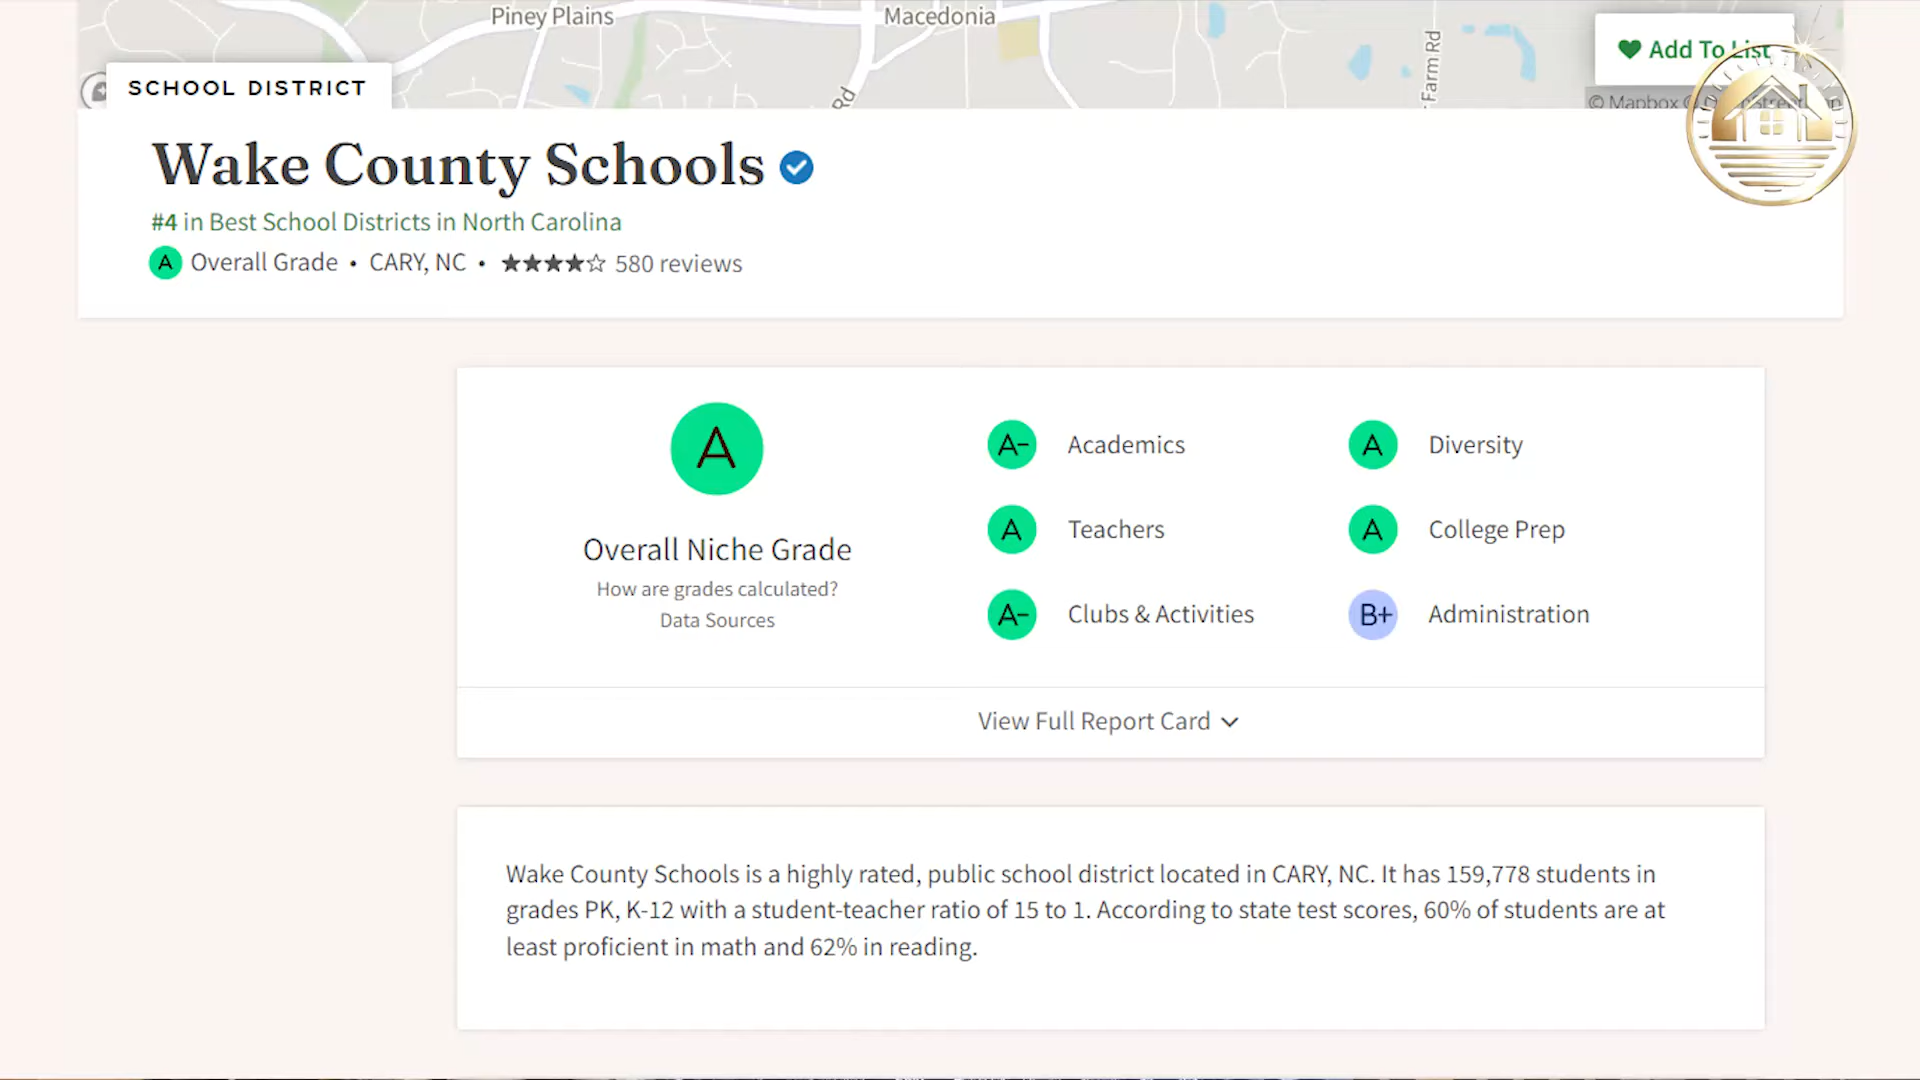 Piney Plains
Macedonia
Rd
Farm Rd
Add To List
© Mapbox
SCHOOL DISTRICT
Wake County Schools
#4 in Best School Districts in North Carolina
A Overall Grade • CARY, NC • 580 reviews
A
Overall Niche Grade
How are grades calculated?
Data Sources
A- Academics
A Diversity
A Teachers
A College Prep
A- Clubs & Activities
B+ Administration
View Full Report Card
Wake County Schools is a highly rated, public school district located in CARY, NC. It has 159,778 students in
grades PK, K-12 with a student-teacher ratio of 15 to 1. According to state test scores, 60% of students are at
least proficient in math and 62% in reading.